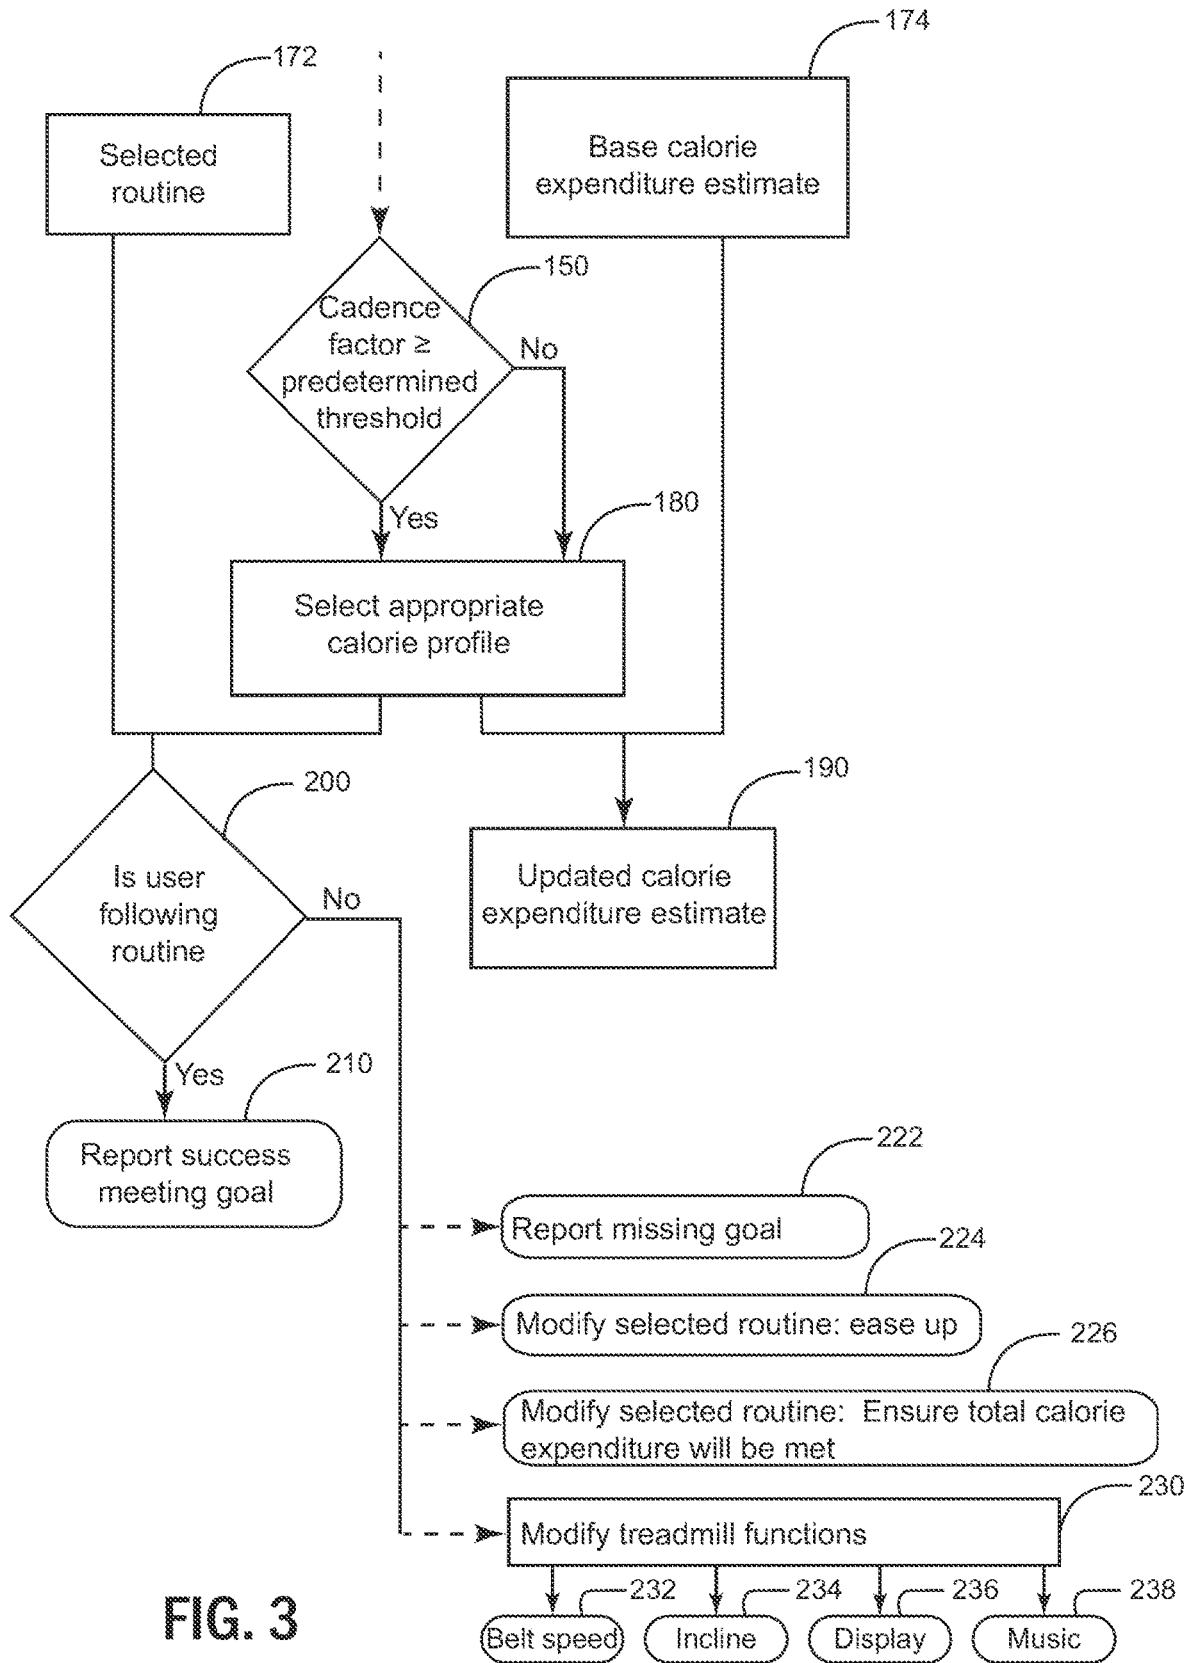 172
174
Selected
routine
Base calorie
expenditure estimate
150
Cadence
factor ≥
predetermined
threshold
No
Yes
180
Select appropriate
calorie profile
200
190
Is user
following
routine
No
Updated calorie
expenditure estimate
Yes
210
Report success
meeting goal
222
Report missing goal
224
Modify selected routine: ease up
226
Modify selected routine: Ensure total calorie
expenditure will be met
230
Modify treadmill functions
232
234
236
238
Belt speed
Incline
Display
Music
FIG. 3